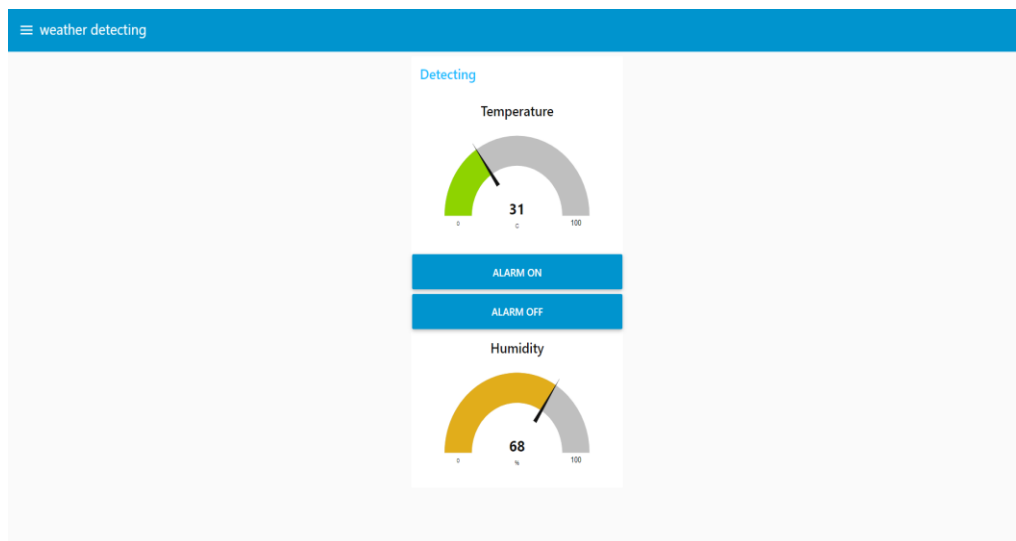 weather detecting
Detecting
Temperature
31
C
0
100
ALARM ON
ALARM OFF
Humidity
68
%
0
100